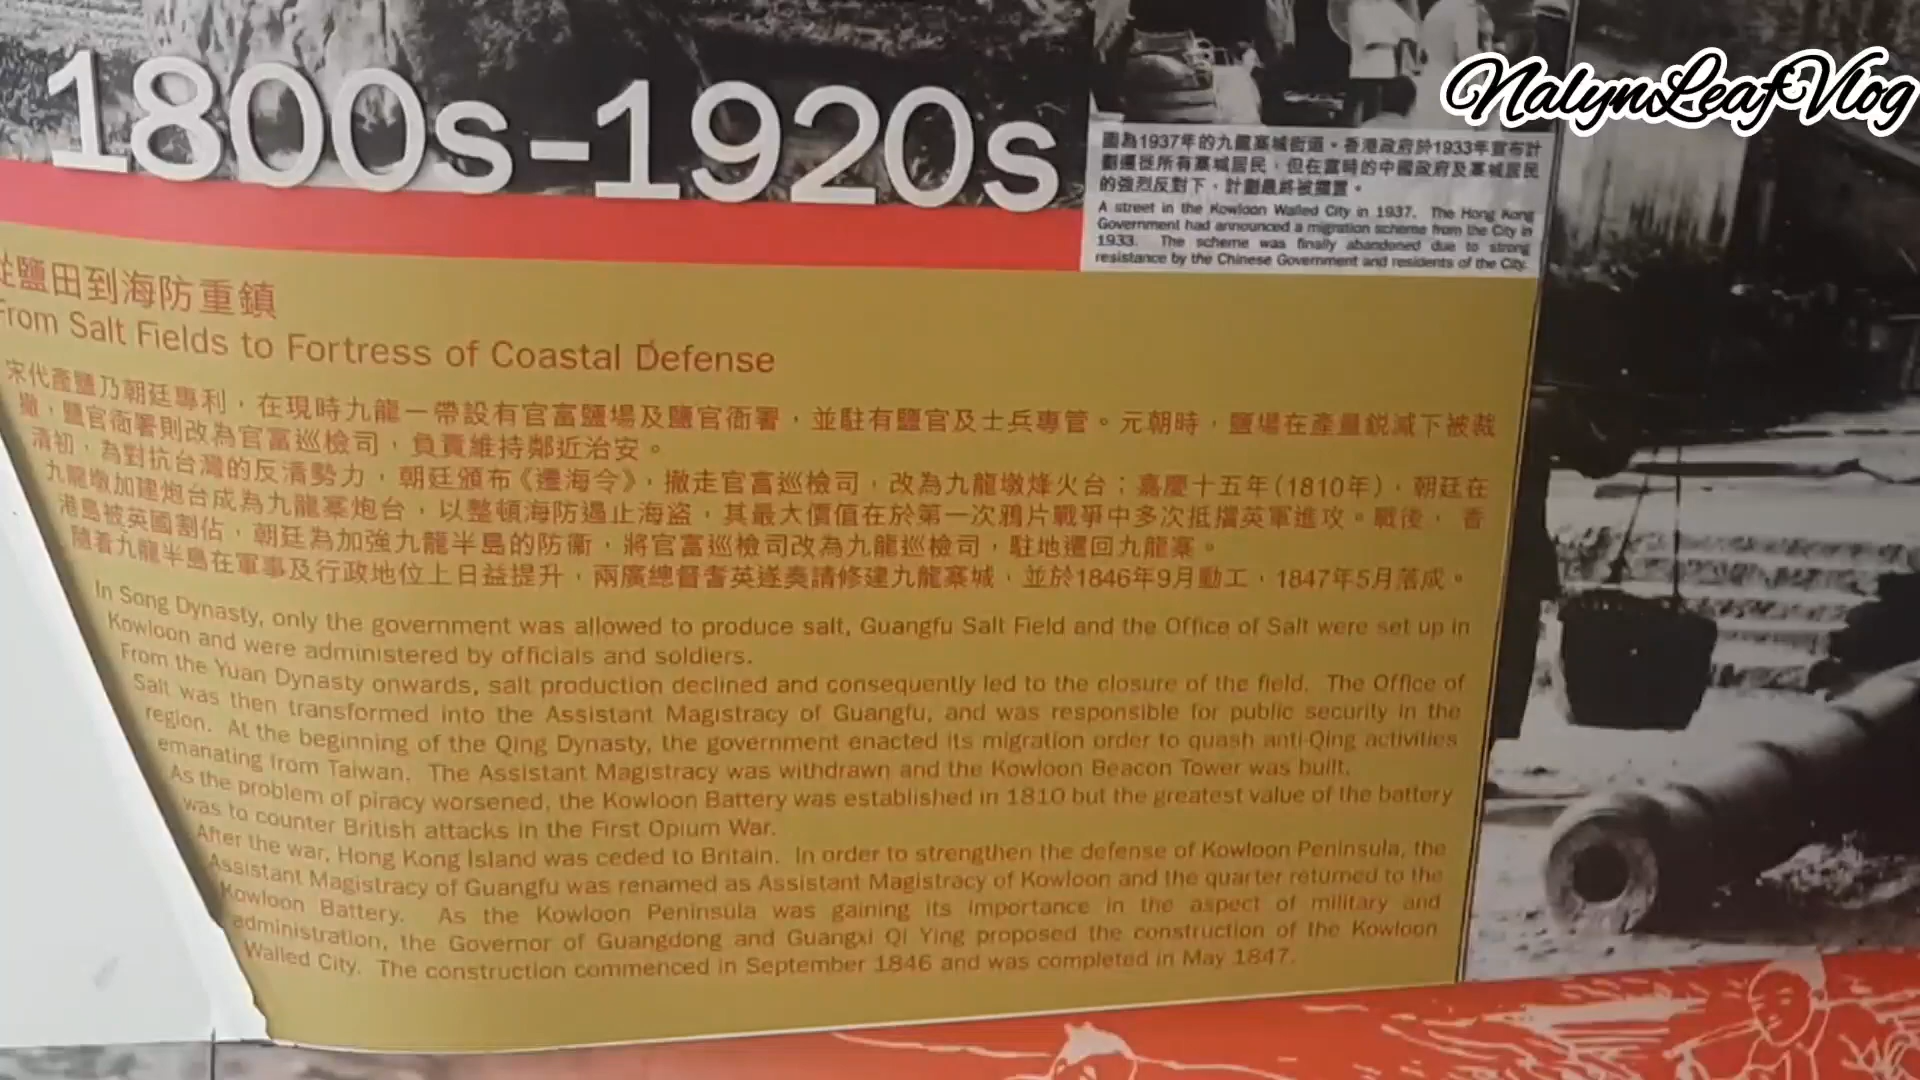 1800s-1920s
NalynLeafVlog
圖為1937年的九龍寨城街道。香港政府於1933年宣布計
劃遷徙所有寨城居民，但在當時的中國政府及寨城居民
的強烈反對下，計劃最終被擱置。
A street in the Kowloon Walled City in 1937. The Hong Kong
Government had announced a migration scheme from the City in
1933. The scheme was finally abandoned due to strong
resistance by the Chinese Government and residents of the City.
從鹽田到海防重鎮
From Salt Fields to Fortress of Coastal Defense
宋代產鹽乃朝廷專利，在現時九龍一帶設有官富鹽場及鹽官衙署，並駐有鹽官及士兵專管。元朝時，鹽場在產量銳減下被裁
撤，鹽官衙署則改為官富巡檢司，負責維持鄰近治安。
清初，為對抗台灣的反清勢力，朝廷頒布《遷海令》，撤走官富巡檢司，改為九龍墩烽火台；嘉慶十五年(1810年)，朝廷在
九龍墩加建炮台成為九龍寨炮台，以整頓海防遏止海盜，其最大價值在於第一次鴉片戰爭中多次抵擋英軍進攻。戰後，香
港島被英國割佔，朝廷為加強九龍半島的防衛，將官富巡檢司改為九龍巡檢司，駐地遷回九龍寨。
隨着九龍半島在軍事及行政地位上日益提升，兩廣總督耆英遂奏請修建九龍寨城，並於1846年9月動工，1847年5月落成。
In Song Dynasty, only the government was allowed to produce salt, Guangfu Salt Field and the Office of Salt were set up in
Kowloon and were administered by officials and soldiers.
From the Yuan Dynasty onwards, salt production declined and consequently led to the closure of the field. The Office of
Salt was then transformed into the Assistant Magistracy of Guangfu, and was responsible for public security in the
region. At the beginning of the Qing Dynasty, the government enacted its migration order to quash anti-Qing activities
emanating from Taiwan. The Assistant Magistracy was withdrawn and the Kowloon Beacon Tower was built.
As the problem of piracy worsened, the Kowloon Battery was established in 1810 but the greatest value of the battery
was to counter British attacks in the First Opium War.
After the war, Hong Kong Island was ceded to Britain. In order to strengthen the defense of Kowloon Peninsula, the
Assistant Magistracy of Guangfu was renamed as Assistant Magistracy of Kowloon and the quarter returned to the
Kowloon Battery. As the Kowloon Peninsula was gaining its importance in the aspect of military and
administration, the Governor of Guangdong and Guangxi Qi Ying proposed the construction of the Kowloon
Walled City. The construction commenced in September 1846 and was completed in May 1847.